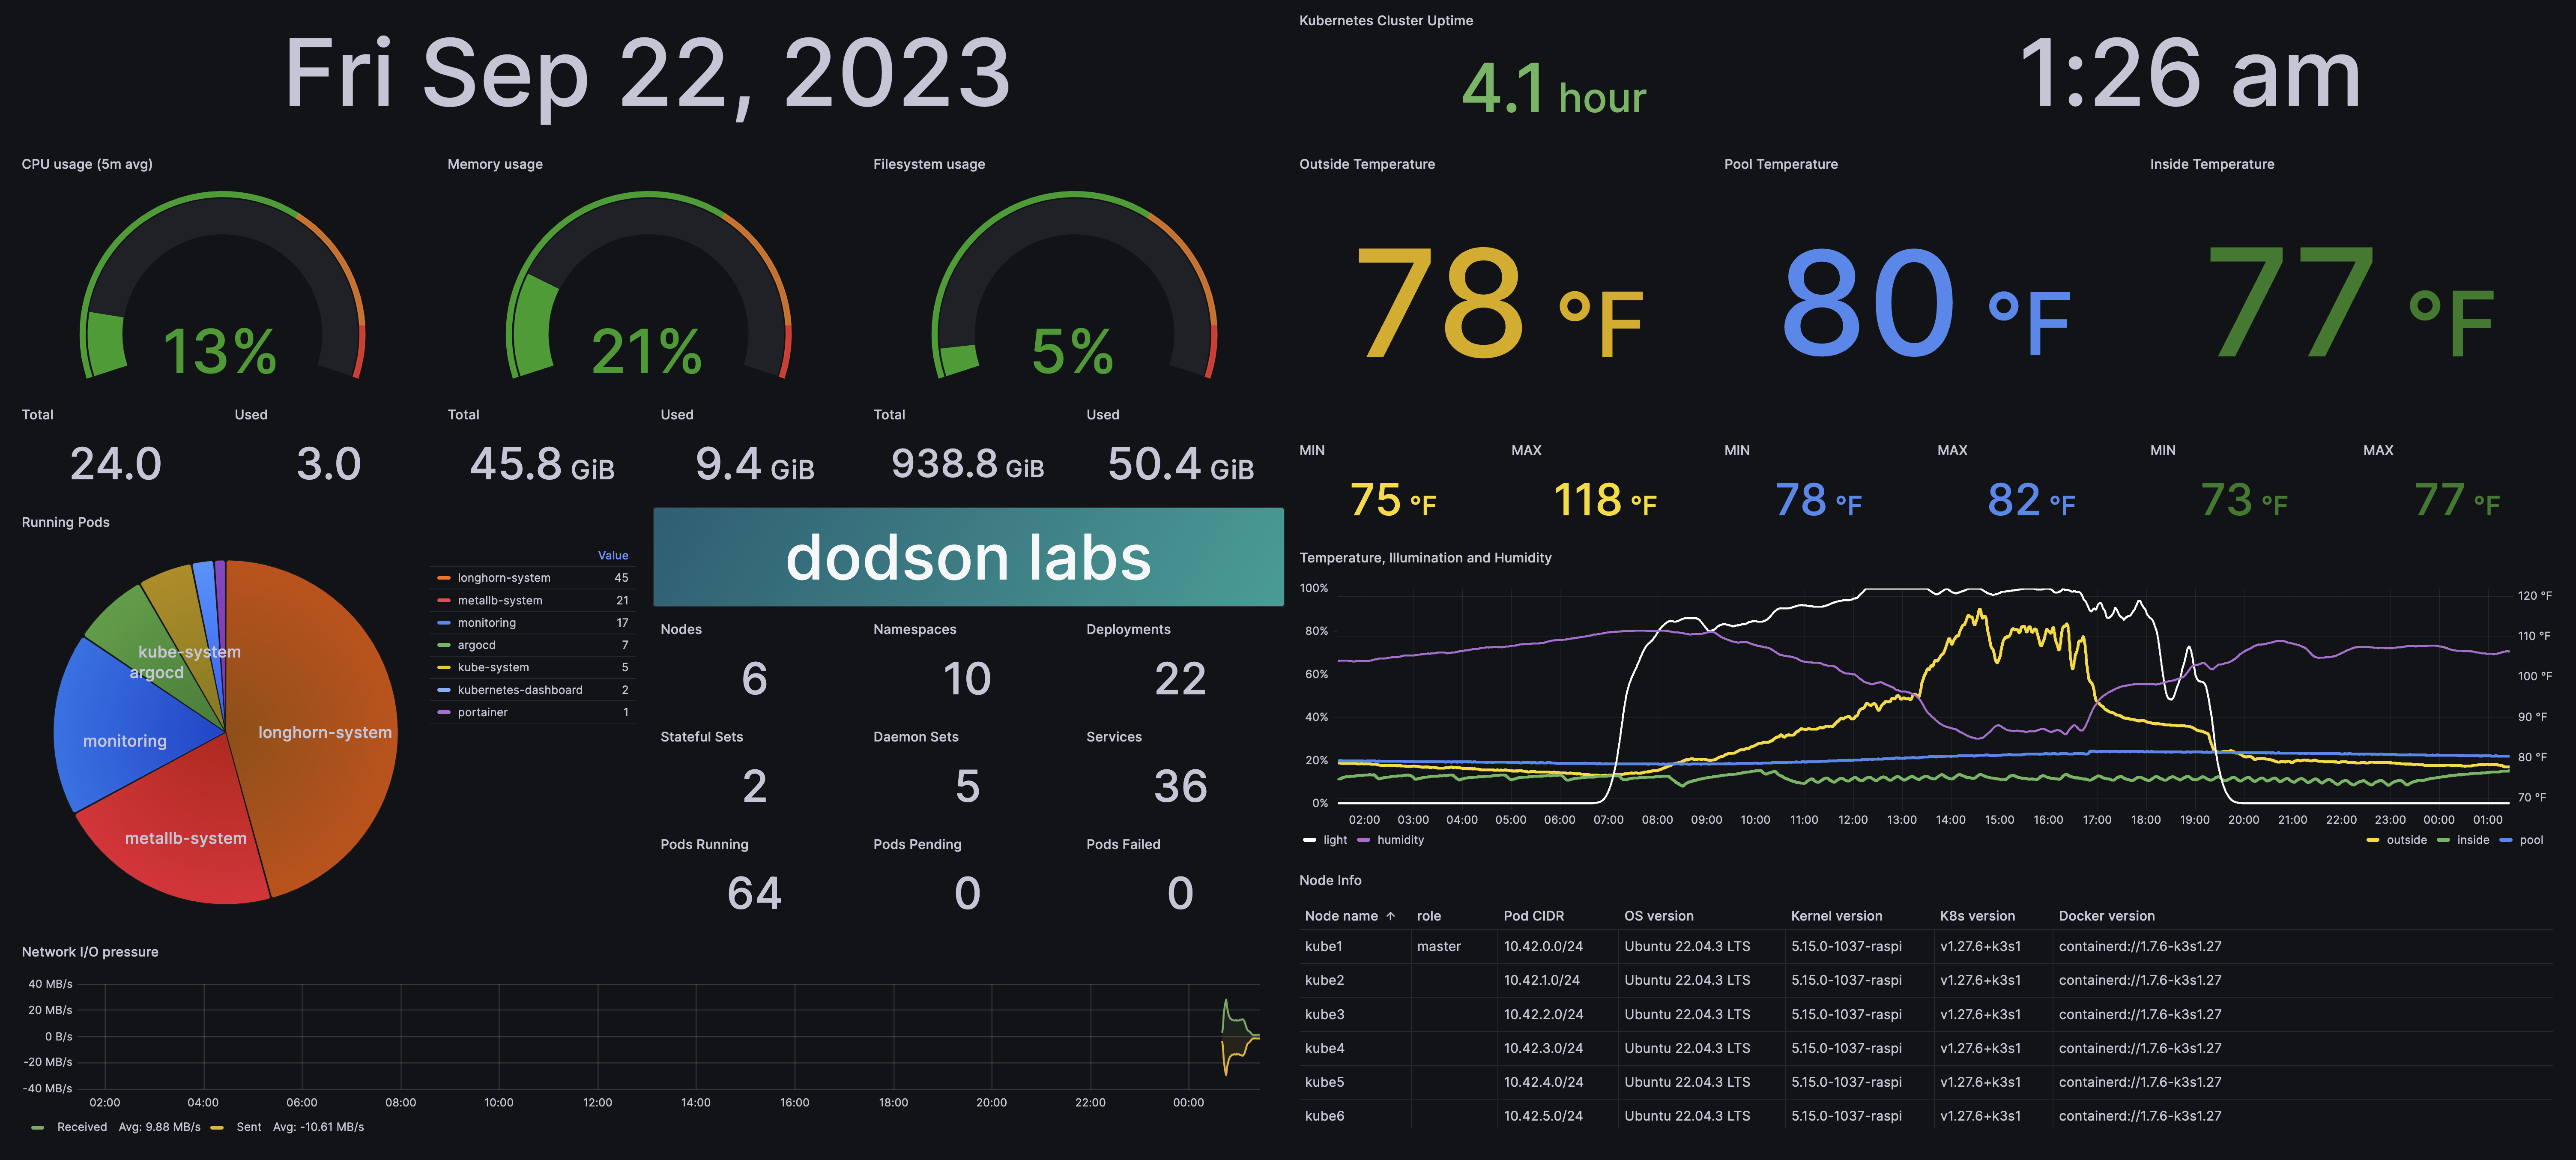 Fri Sep 22, 2023
Kubernetes Cluster Uptime
4.1 hour
1:26 am
CPU usage (5m avg)
13%
Memory usage
21%
Filesystem usage
5%
Total
24.0
Used
3.0
Total
45.8 GiB
Used
9.4 GiB
Total
938.8 GiB
Used
50.4 GiB
Outside Temperature
78 °F
Pool Temperature
80 °F
Inside Temperature
77 °F
MIN
75 °F
MAX
118 °F
MIN
78 °F
MAX
82 °F
MIN
73 °F
MAX
77 °F
Running Pods
kube-system
argocd
monitoring
longhorn-system
metallb-system
Value
longhorn-system 45
metallb-system 21
monitoring 17
argocd 7
kube-system 5
kubernetes-dashboard 2
portainer 1
dodson labs
Nodes
6
Namespaces
10
Deployments
22
Stateful Sets
2
Daemon Sets
5
Services
36
Pods Running
64
Pods Pending
0
Pods Failed
0
Temperature, Illumination and Humidity
100%
80%
60%
40%
20%
0%
120 °F
110 °F
100 °F
90 °F
80 °F
70 °F
02:00 03:00 04:00 05:00 06:00 07:00 08:00 09:00 10:00 11:00 12:00 13:00 14:00 15:00 16:00 17:00 18:00 19:00 20:00 21:00 22:00 23:00 00:00 01:00
light humidity
outside inside pool
Network I/O pressure
40 MB/s
20 MB/s
0 B/s
-20 MB/s
-40 MB/s
02:00 04:00 06:00 08:00 10:00 12:00 14:00 16:00 18:00 20:00 22:00 00:00
Received Avg: 9.88 MB/s Sent Avg: -10.61 MB/s
Node Info
Node name ↑ role Pod CIDR OS version Kernel version K8s version Docker version
kube1 master 10.42.0.0/24 Ubuntu 22.04.3 LTS 5.15.0-1037-raspi v1.27.6+k3s1 containerd://1.7.6-k3s1.27
kube2 10.42.1.0/24 Ubuntu 22.04.3 LTS 5.15.0-1037-raspi v1.27.6+k3s1 containerd://1.7.6-k3s1.27
kube3 10.42.2.0/24 Ubuntu 22.04.3 LTS 5.15.0-1037-raspi v1.27.6+k3s1 containerd://1.7.6-k3s1.27
kube4 10.42.3.0/24 Ubuntu 22.04.3 LTS 5.15.0-1037-raspi v1.27.6+k3s1 containerd://1.7.6-k3s1.27
kube5 10.42.4.0/24 Ubuntu 22.04.3 LTS 5.15.0-1037-raspi v1.27.6+k3s1 containerd://1.7.6-k3s1.27
kube6 10.42.5.0/24 Ubuntu 22.04.3 LTS 5.15.0-1037-raspi v1.27.6+k3s1 containerd://1.7.6-k3s1.27